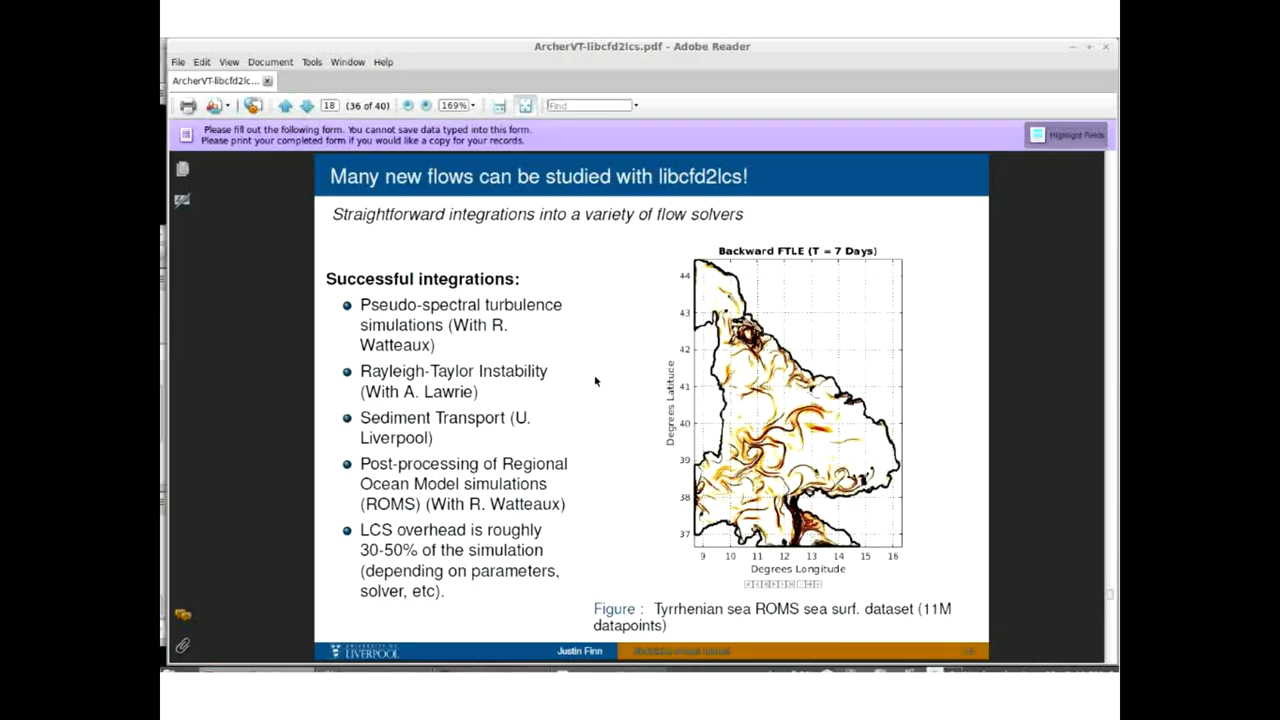 ArcherVT-libcfd2lcs.pdf - Adobe Reader
File Edit View Document Tools Window Help
ArcherVT-libcfd2lc...
18 (36 of 40) 169% Find
Please fill out the following form. You cannot save data typed into this form.
Please print your completed form if you would like a copy for your records.
Highlight Fields
Many new flows can be studied with libcfd2lcs!
Straightforward integrations into a variety of flow solvers
Successful integrations:
Pseudo-spectral turbulence
simulations (With R.
Watteaux)
Rayleigh-Taylor Instability
(With A. Lawrie)
Sediment Transport (U.
Liverpool)
Post-processing of Regional
Ocean Model simulations
(ROMS) (With R. Watteaux)
LCS overhead is roughly
30-50% of the simulation
(depending on parameters,
solver, etc).
Backward FTLE (T = 7 Days)
44
43
42
41
40
39
38
37
Degrees Latitude
9 10 11 12 13 14 15 16
Degrees Longitude
Figure : Tyrrhenian sea ROMS sea surf. dataset (11M
datapoints)
UNIVERSITY OF
LIVERPOOL
Justin Finn